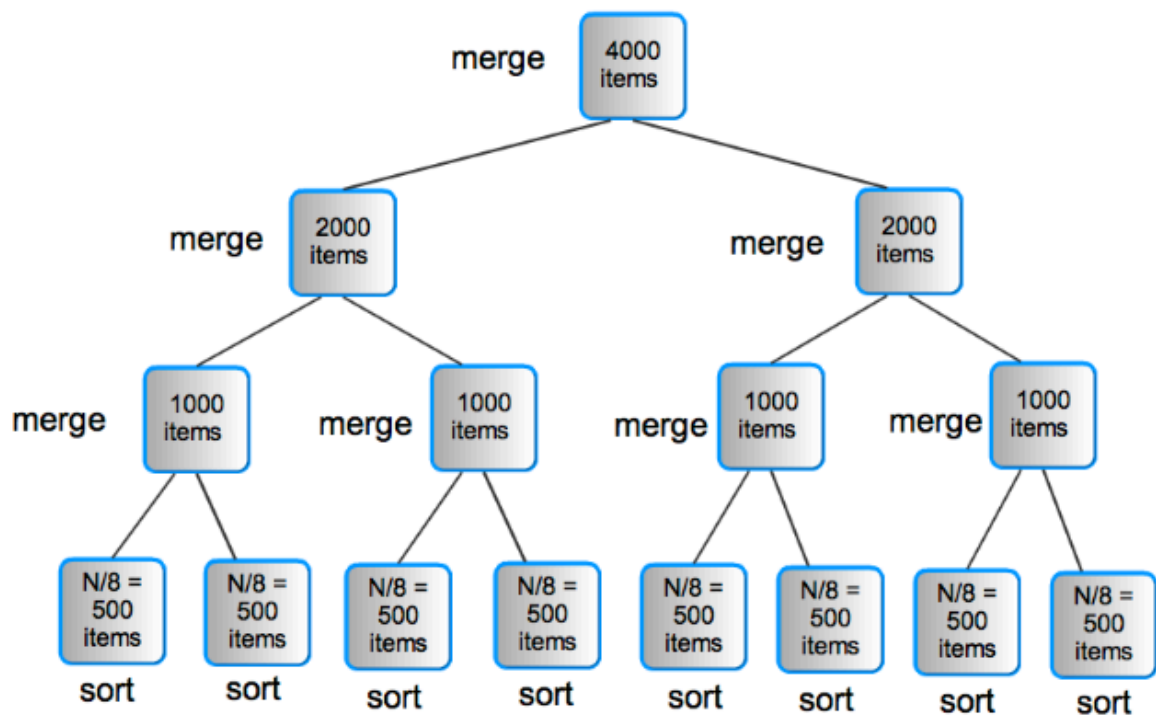 merge
4000
items
merge
2000
items
merge
2000
items
merge
1000
items
merge
1000
items
merge
1000
items
merge
1000
items
N/8 =
500
items
N/8 =
500
items
N/8 =
500
items
N/8 =
500
items
N/8 =
500
items
N/8 =
500
items
N/8 =
500
items
N/8 =
500
items
sort
sort
sort
sort
sort
sort
sort
sort